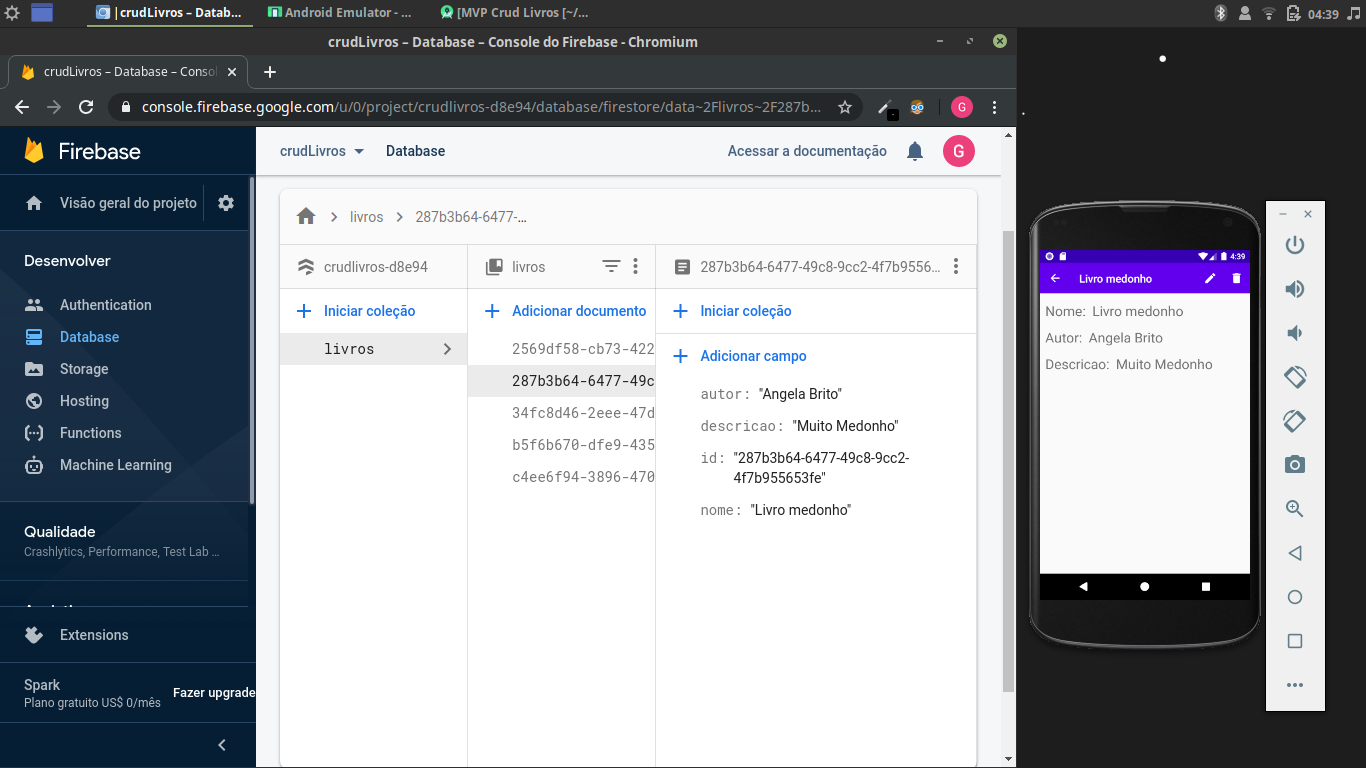 crudLivros – Datab...
Android Emulator - ...
[MVP Crud Livros [~/...
04:39
crudLivros – Database – Console do Firebase - Chromium
crudLivros – Database – Consol
console.firebase.google.com/u/0/project/crudlivros-d8e94/database/firestore/data~2Flivros~2F287b...
G
Firebase
crudLivros
Database
Acessar a documentação
G
Visão geral do projeto
livros
287b3b64-6477-...
Desenvolver
crudlivros-d8e94
livros
287b3b64-6477-49c8-9cc2-4f7b9556...
Authentication
Iniciar coleção
Adicionar documento
Iniciar coleção
Database
livros
2569df58-cb73-422
Adicionar campo
Storage
287b3b64-6477-49c
autor: "Angela Brito"
Hosting
34fc8d46-2eee-47d
descricao: "Muito Medonho"
Functions
b5f6b670-dfe9-435
id: "287b3b64-6477-49c8-9cc2-
4f7b955653fe"
Machine Learning
c4ee6f94-3896-470
nome: "Livro medonho"
Qualidade
Crashlytics, Performance, Test Lab ...
Extensions
Spark
Plano gratuito US$ 0/mês
Fazer upgrade
4:39
Livro medonho
Nome: Livro medonho
Autor: Angela Brito
Descricao: Muito Medonho